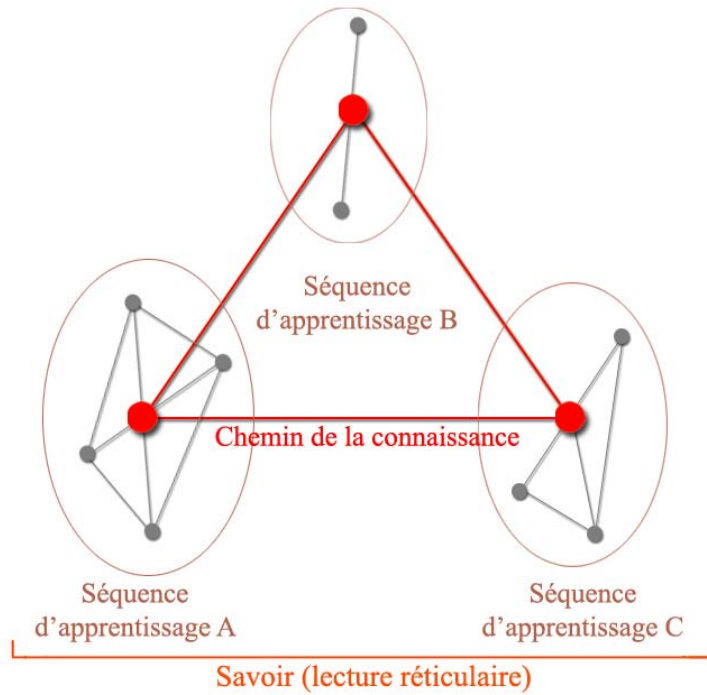 Séquence
d’apprentissage B
Chemin de la connaissance
Séquence
d’apprentissage A
Séquence
d’apprentissage C
Savoir (lecture réticulaire)